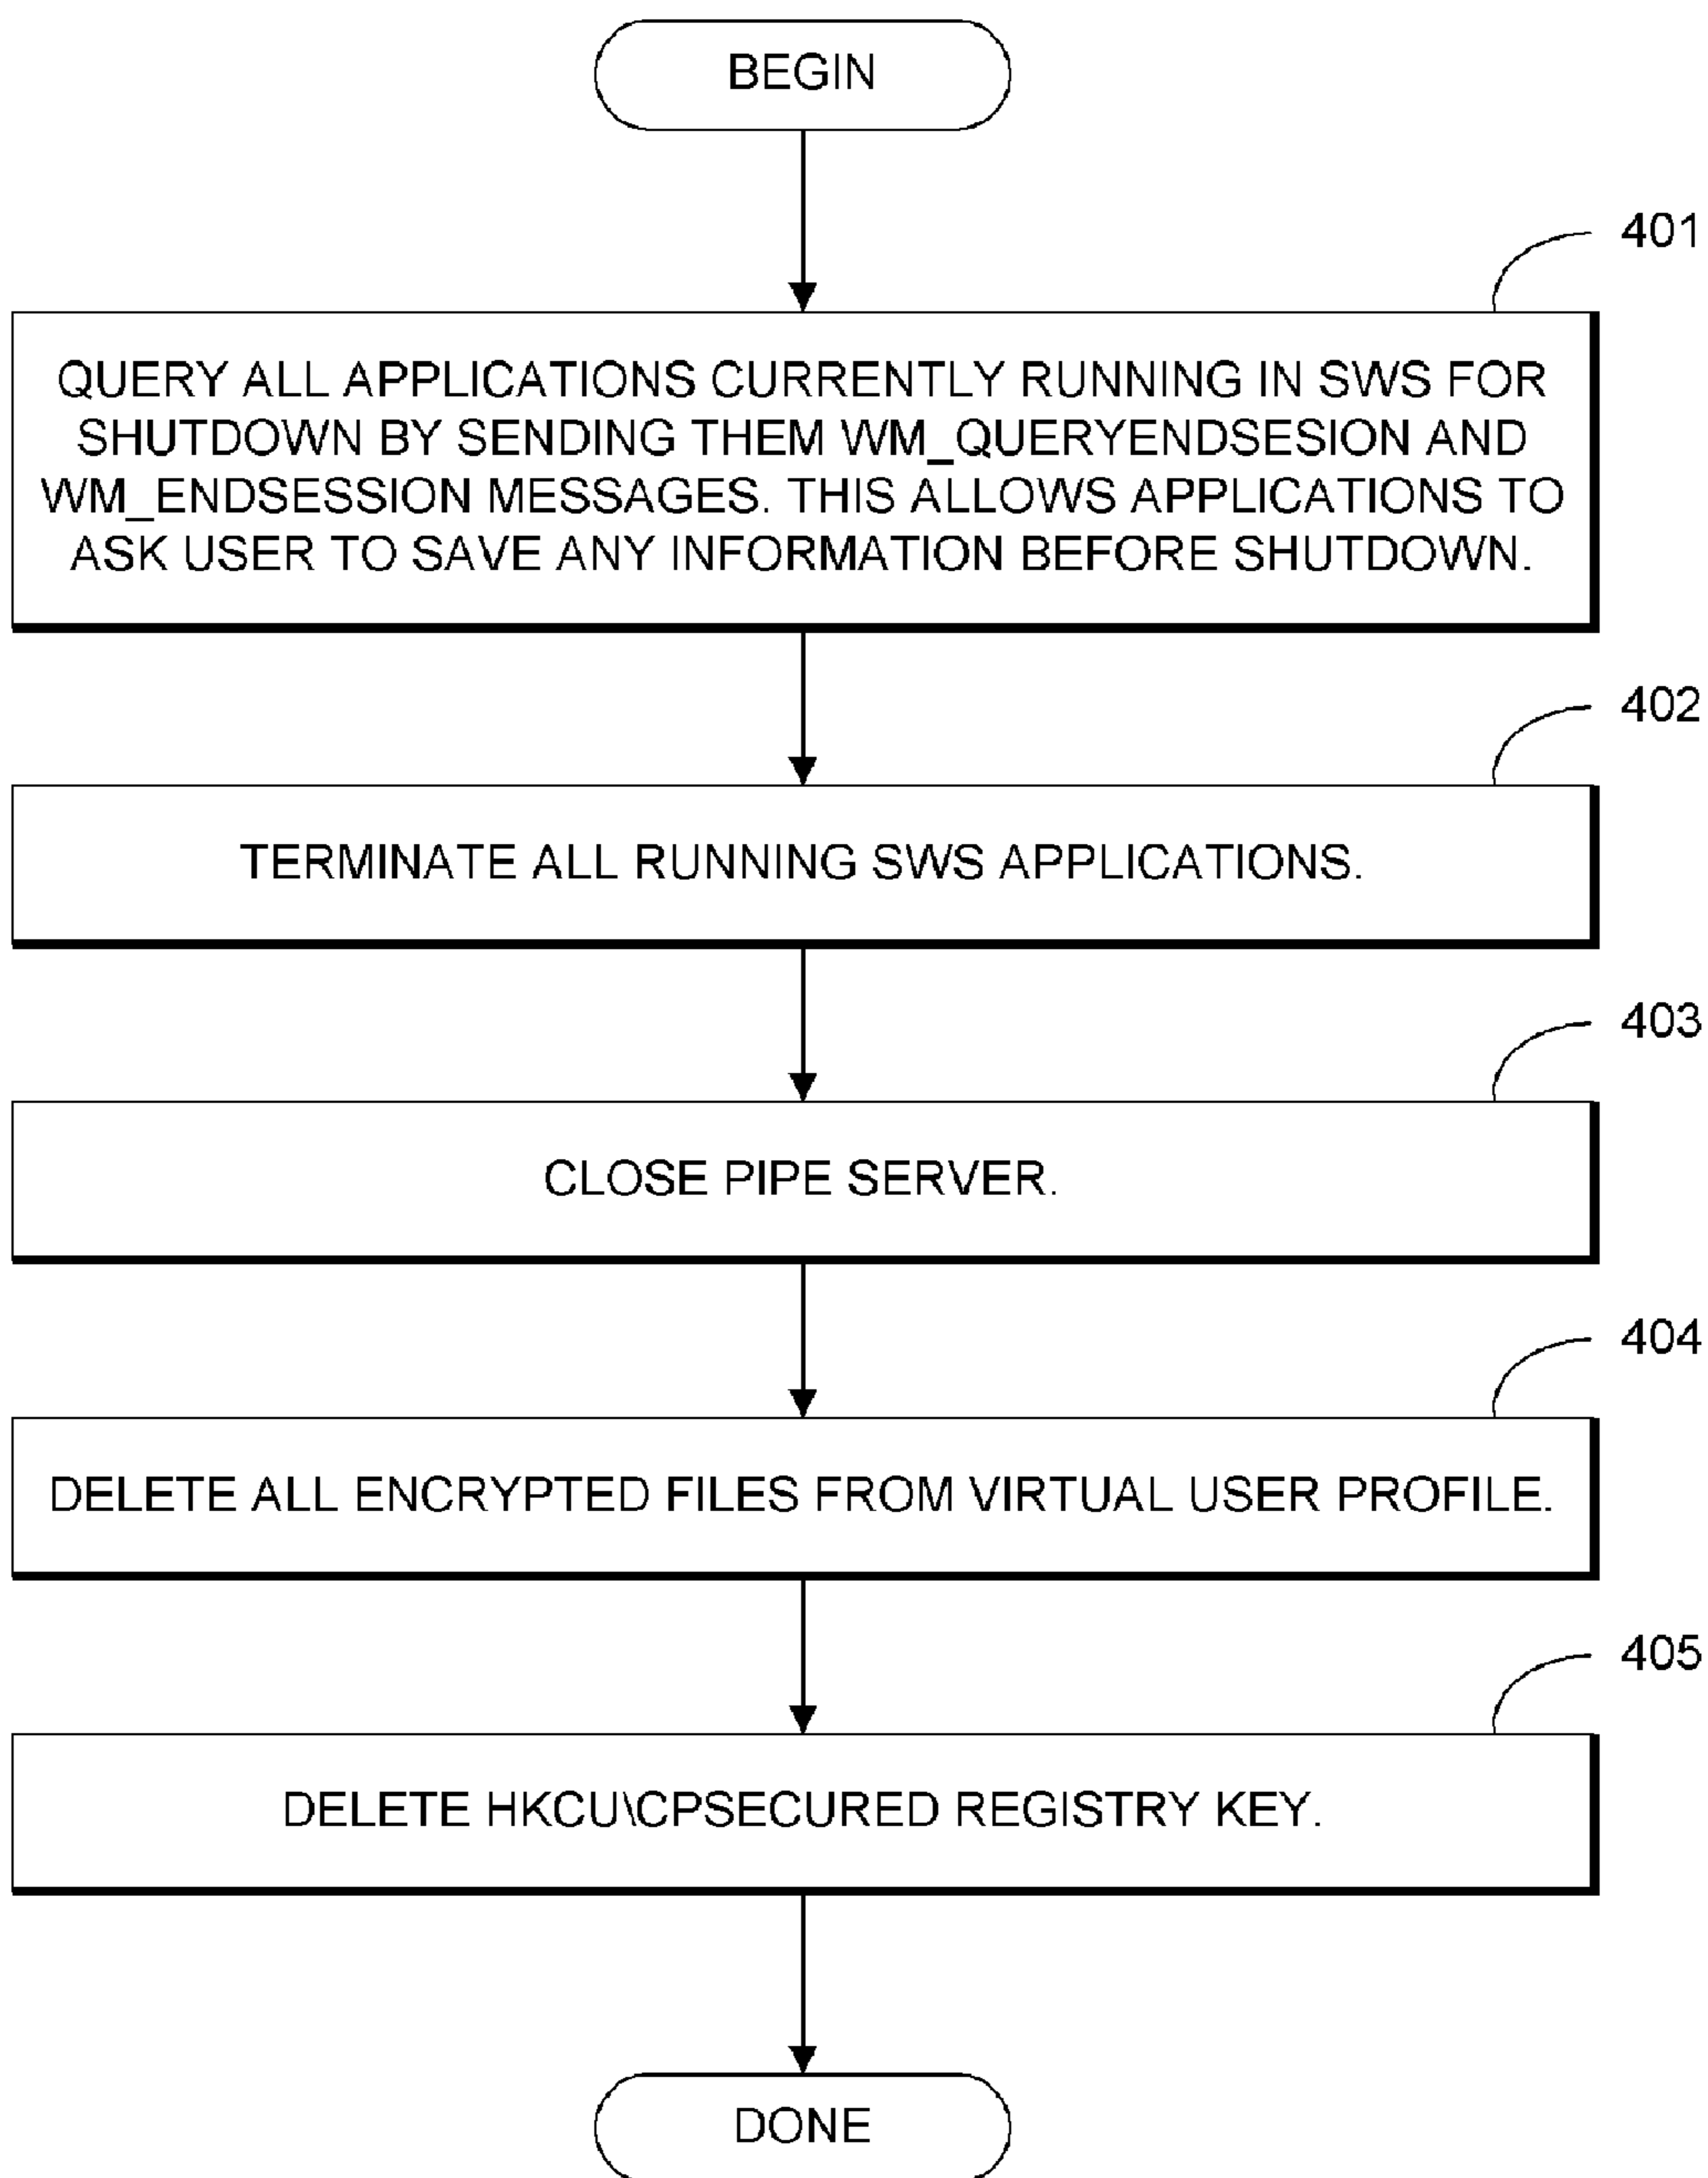 BEGIN
401
QUERY ALL APPLICATIONS CURRENTLY RUNNING IN SWS FOR
SHUTDOWN BY SENDING THEM WM_QUERYENDSESION AND
WM_ENDSESSION MESSAGES. THIS ALLOWS APPLICATIONS TO
ASK USER TO SAVE ANY INFORMATION BEFORE SHUTDOWN.
402
TERMINATE ALL RUNNING SWS APPLICATIONS.
403
CLOSE PIPE SERVER.
404
DELETE ALL ENCRYPTED FILES FROM VIRTUAL USER PROFILE.
405
DELETE HKCU\CPSECURED REGISTRY KEY.
DONE